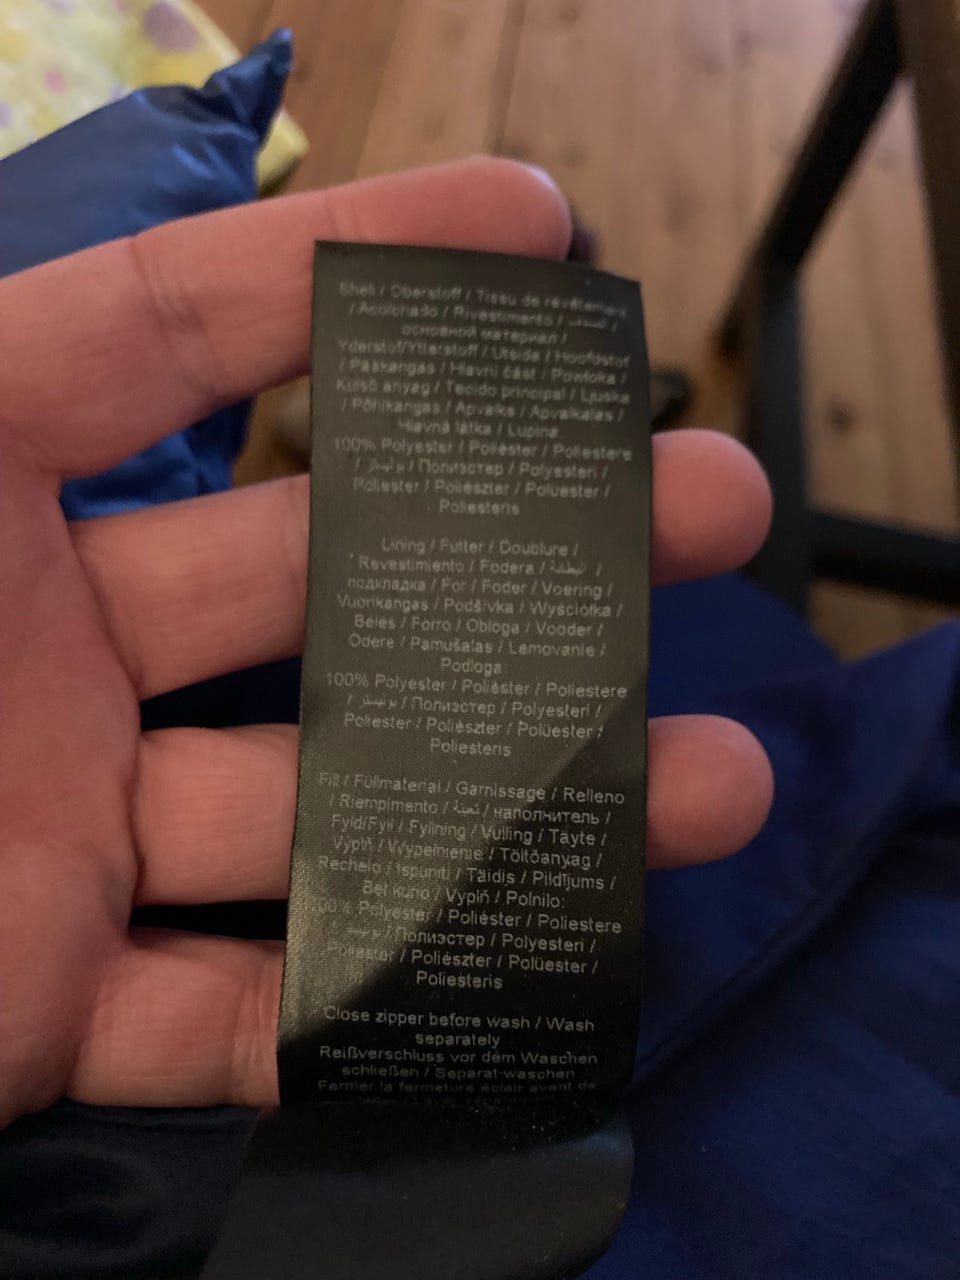 Shell / Oberstoff / Tissu de revêtement
/ Acolchado / Rivestimento /
основной материал /
Yderstof/Ytterstoff / Utsida / Hoofdstof
/ Pääkangas / Hlavní část / Powłoka /
Külső anyag / Tecido principal / Ljuska
/ Põhikangas / Apvalks / Apvalkalas /
Hlavná látka / Lupina
100% Polyester / Poliéster / Poliestere
/ بوليستر / Полиэстер / Polyesteri /
Poliester / Poliészter / Polüester /
Poliesteris
Lining / Futter / Doublure /
Revestimiento / Fodera / البطانة /
подкладка / For / Foder / Voering /
Vuorikangas / Podšívka / Wyściółka /
Bélés / Forro / Obloga / Vooder /
Odere / Pamušalas / Lemovanie /
Podloga
100% Polyester / Poliéster / Poliestere
/ بوليستر / Полиэстер / Polyesteri /
Poliester / Poliészter / Polüester /
Poliesteris
Fill / Füllmaterial / Garnissage / Relleno
/ Riempimento / تعبئة / наполнитель /
Fyld/Fyll / Fyllning / Vulling / Täyte /
Výplň / Wypełnienie / Töltőanyag /
Recheio / Ispuniti / Täidis / Pildījums /
Výplň / Polnilo:
100% Polyester / Poliéster / Poliestere
/ بوليستر / Полиэстер / Polyesteri /
Poliester / Poliészter / Polüester /
Poliesteris
Close zipper before wash / Wash
separately
Reißverschluss vor dem Waschen
schließen / Separat waschen
Fermer la fermeture éclair avant de